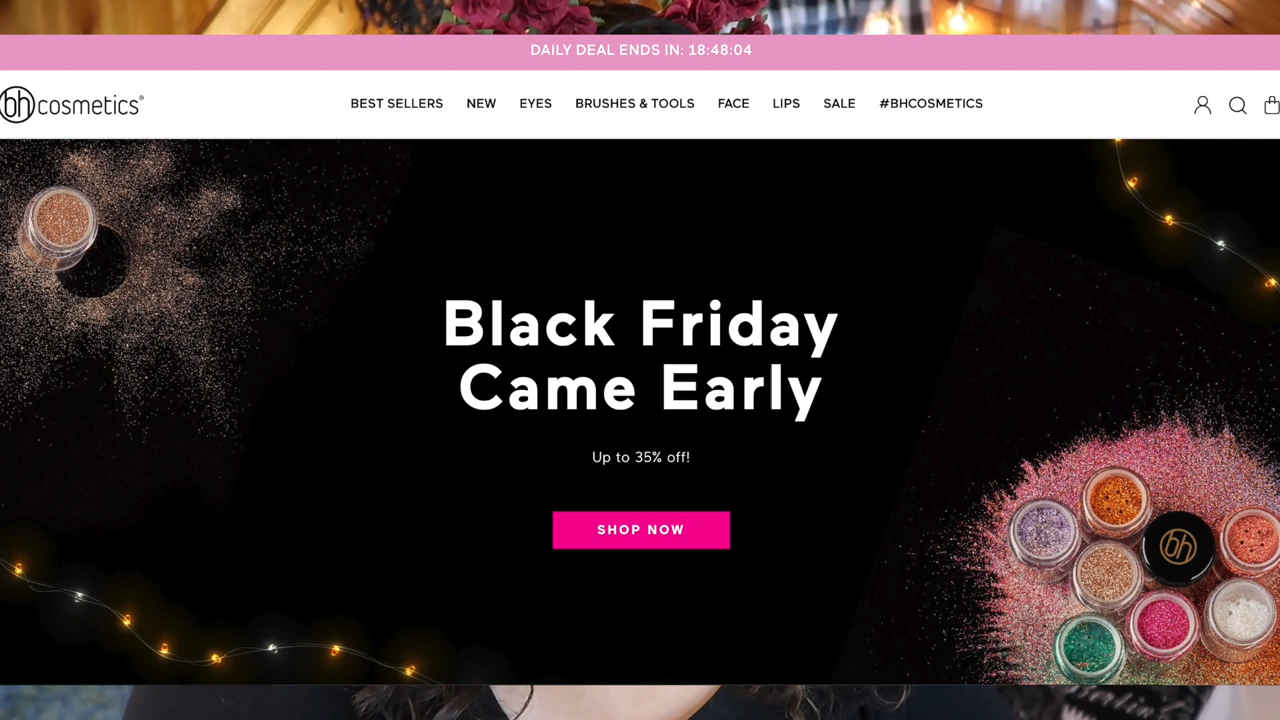 DAILY DEAL ENDS IN: 18:48:04
bh cosmetics®
BEST SELLERS NEW EYES BRUSHES & TOOLS FACE LIPS SALE #BHCOSMETICS
Black Friday
Came Early
Up to 35% off!
SHOP NOW
bh